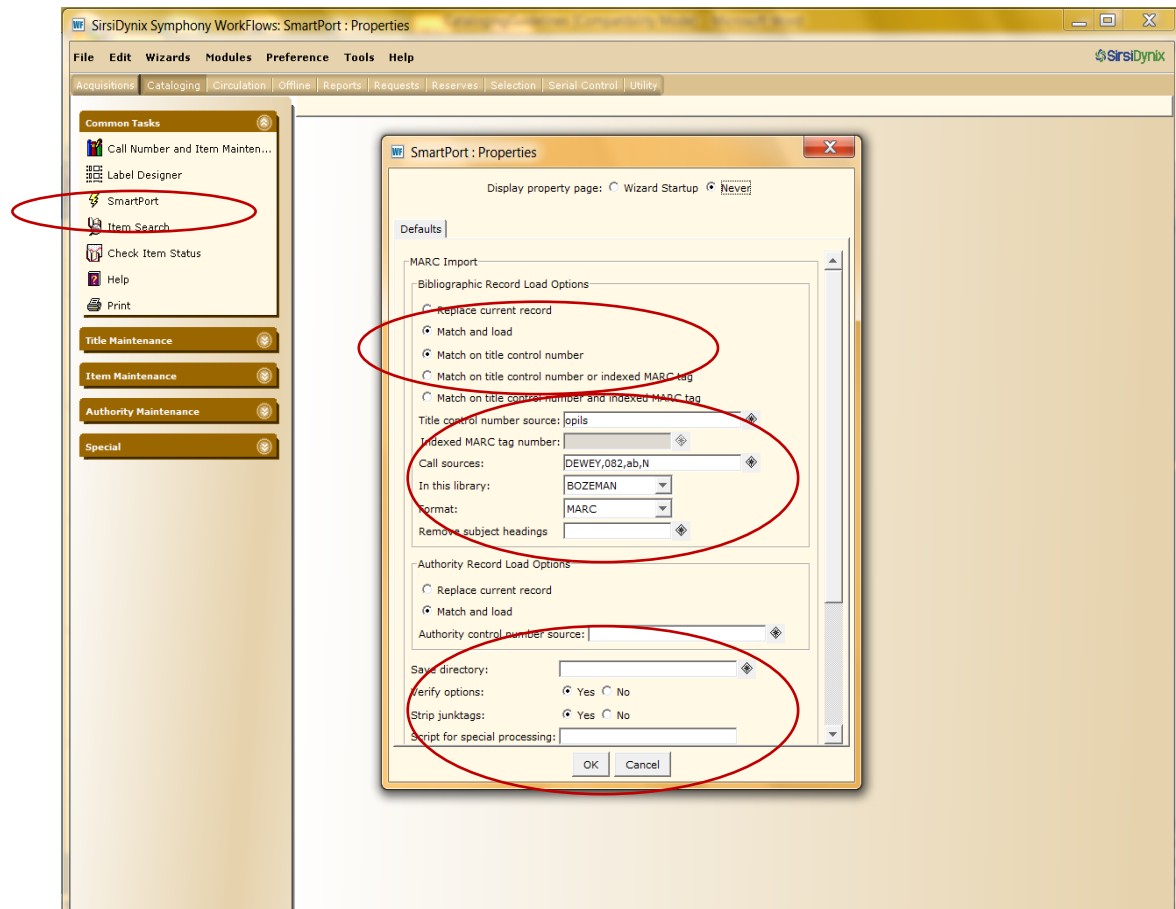 SirsiDynix Symphony WorkFlows: SmartPort : Properties
File Edit Wizards Modules Preference Tools Help
SirsiDynix
Acquisitions Cataloging Circulation Offline Reports Requests Reserves Selection Serial Control Utility
Common Tasks
Call Number and Item Mainten...
Label Designer
SmartPort
Item Search
Check Item Status
Help
Print
Title Maintenance
Item Maintenance
Authority Maintenance
Special
WF SmartPort : Properties
Display property page: Wizard Startup Never
Defaults
MARC Import
Bibliographic Record Load Options
Replace current record
Match and load
Match on title control number
Match on title control number or indexed MARC tag
Match on title control number and indexed MARC tag
Title control number source: opils
Indexed MARC tag number:
Call sources: DEWEY,082,ab,N
In this library: BOZEMAN
Format: MARC
Remove subject headings
Authority Record Load Options
Replace current record
Match and load
Authority control number source:
Save directory:
Verify options: Yes No
Strip junktags: Yes No
Script for special processing:
OK Cancel